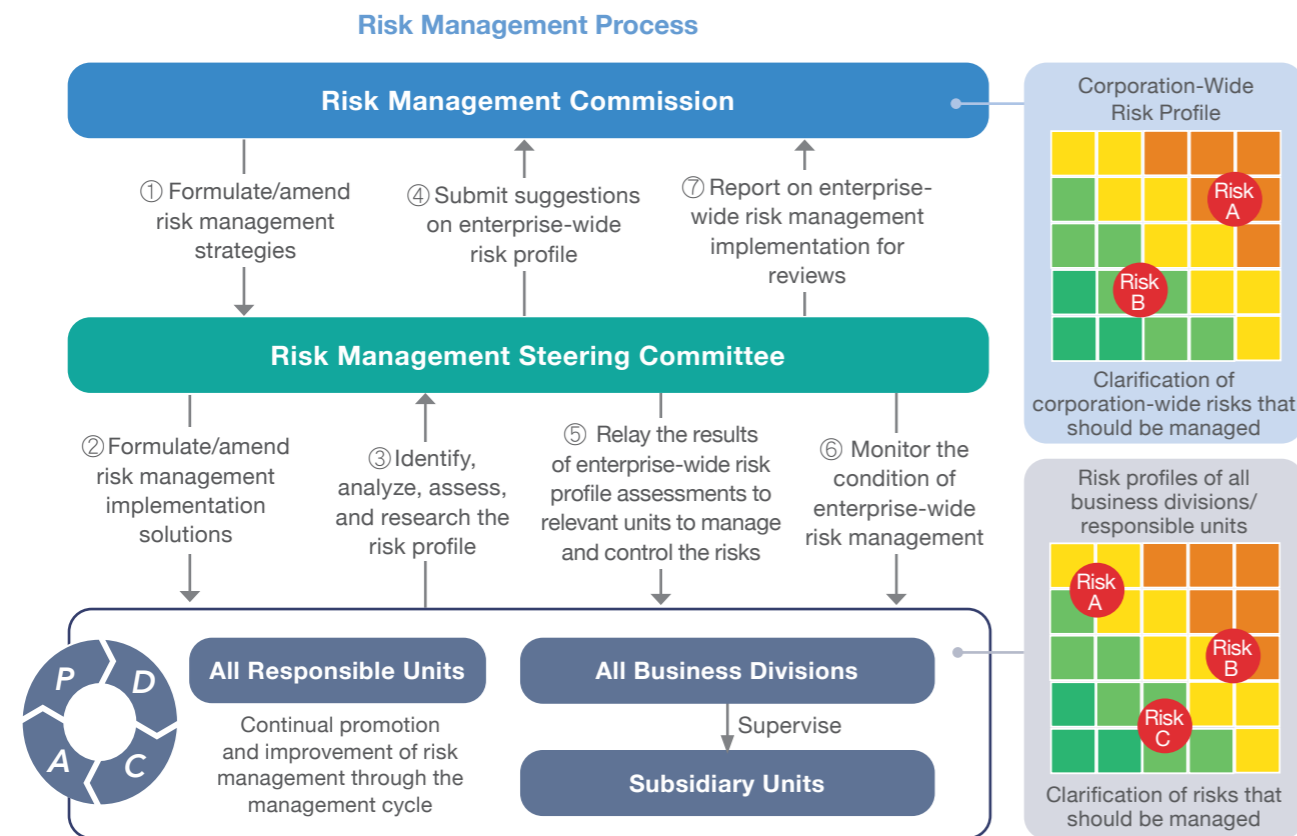 Risk Management Process
Risk Management Commission
① Formulate/amend
risk management
strategies
④ Submit suggestions
on enterprise-wide
risk profile
⑦ Report on enterprise-
wide risk management
implementation for
reviews
Risk Management Steering Committee
② Formulate/amend
risk management
implementation
solutions
③ Identify,
analyze, assess,
and research the
risk profile
⑤ Relay the results
of enterprise-wide risk
profile assessments to
relevant units to manage
and control the risks
⑥ Monitor the
condition of
enterprise-wide
risk management
P
D
A
C
All Responsible Units
Continual promotion
and improvement of risk
management through the
management cycle
All Business Divisions
Supervise
Subsidiary Units
Corporation-Wide
Risk Profile
Risk
A
Risk
B
Clarification of
corporation-wide risks that
should be managed
Risk profiles of all
business divisions/
responsible units
Risk
A
Risk
B
Risk
C
Clarification of risks that
should be managed